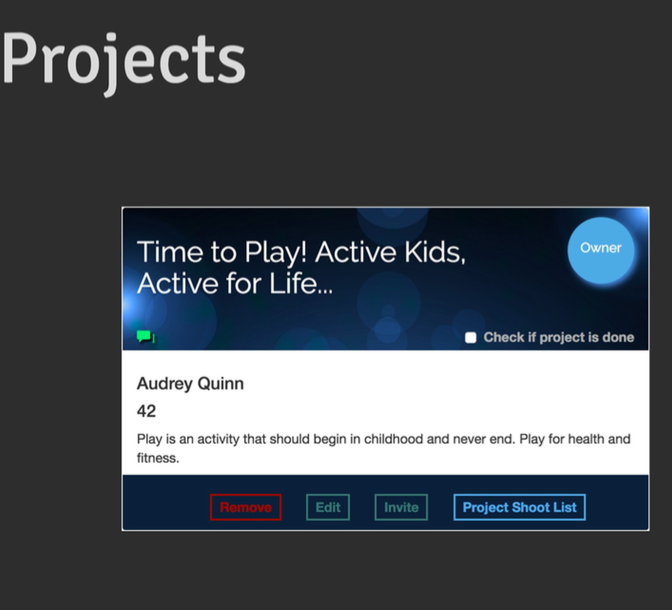 Projects
Time to Play! Active Kids,
Active for Life...
Owner
Check if project is done
Audrey Quinn
42
Play is an activity that should begin in childhood and never end. Play for health and
fitness.
Remove
Edit
Invite
Project Shoot List